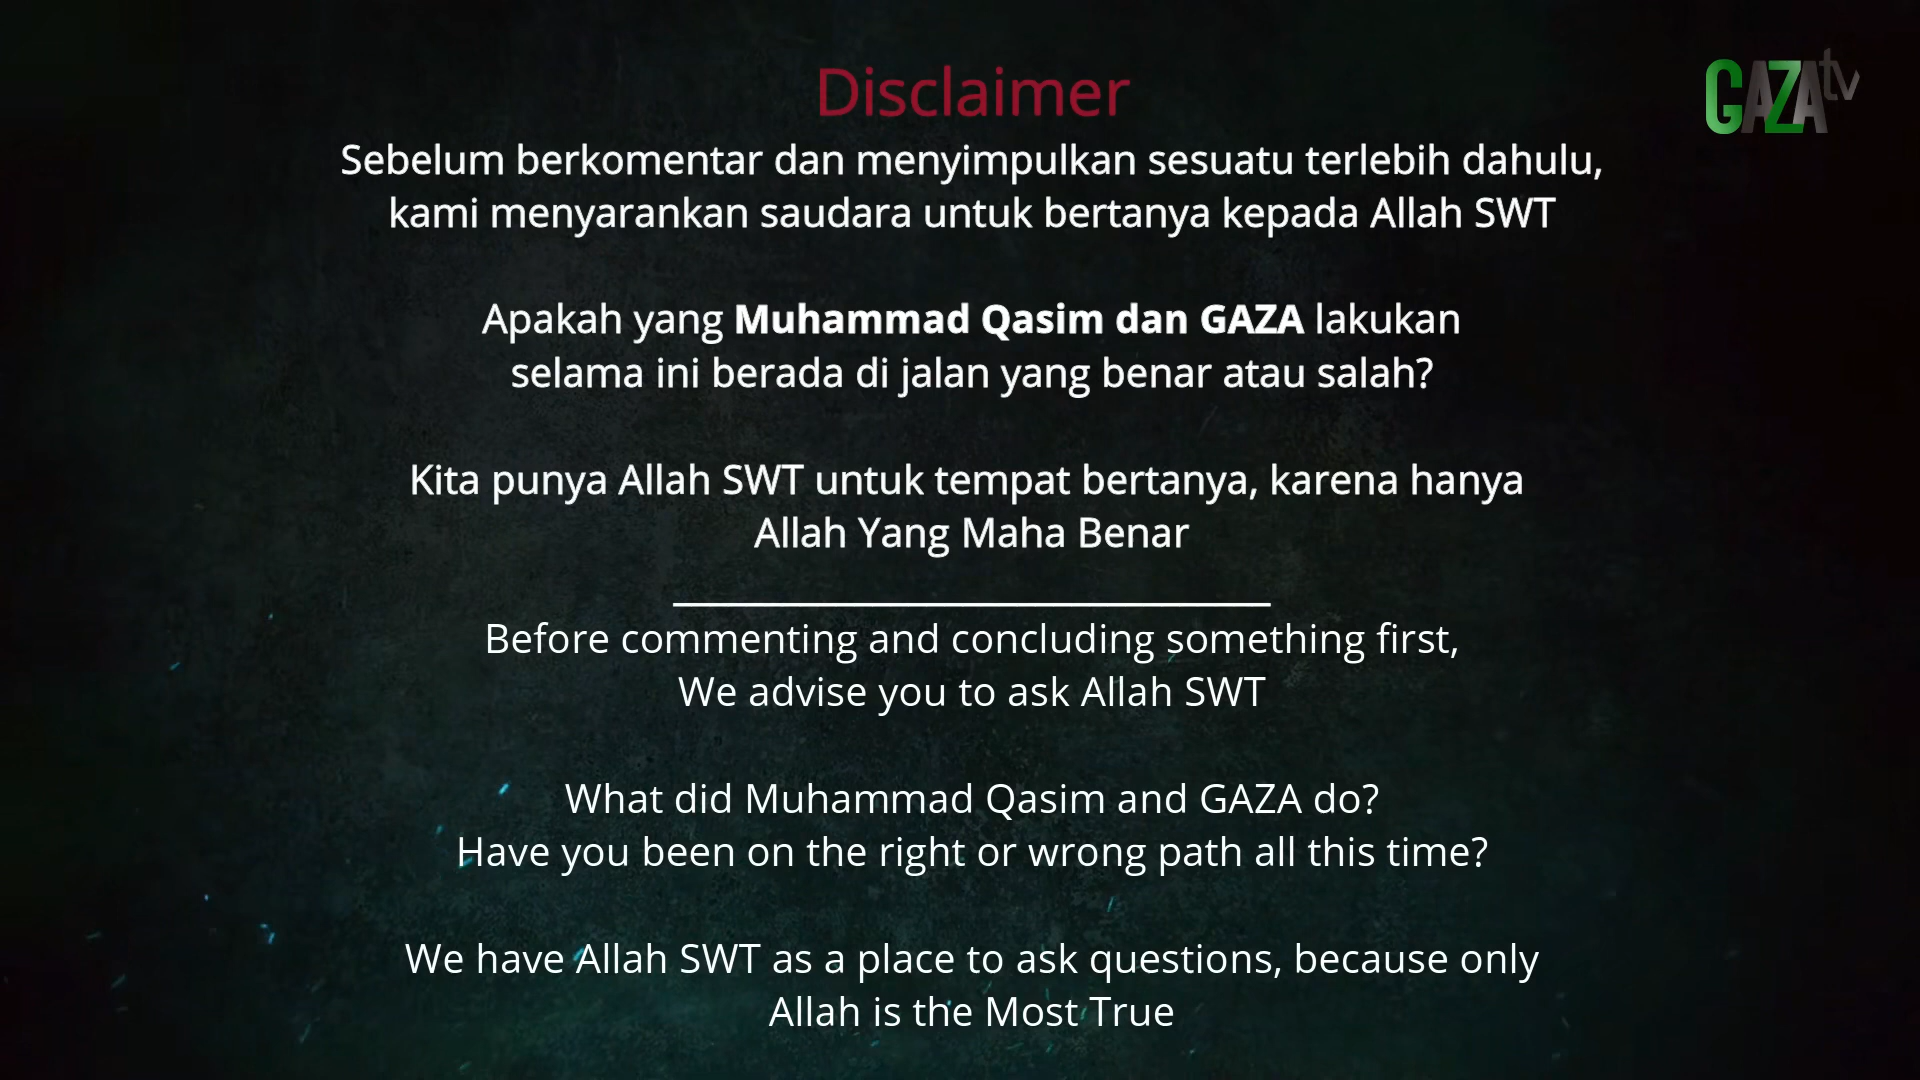 GAZAtv
Disclaimer
Sebelum berkomentar dan menyimpulkan sesuatu terlebih dahulu,
kami menyarankan saudara untuk bertanya kepada Allah SWT
Apakah yang Muhammad Qasim dan GAZA lakukan
selama ini berada di jalan yang benar atau salah?
Kita punya Allah SWT untuk tempat bertanya, karena hanya
Allah Yang Maha Benar
Before commenting and concluding something first,
We advise you to ask Allah SWT
What did Muhammad Qasim and GAZA do?
Have you been on the right or wrong path all this time?
We have Allah SWT as a place to ask questions, because only
Allah is the Most True